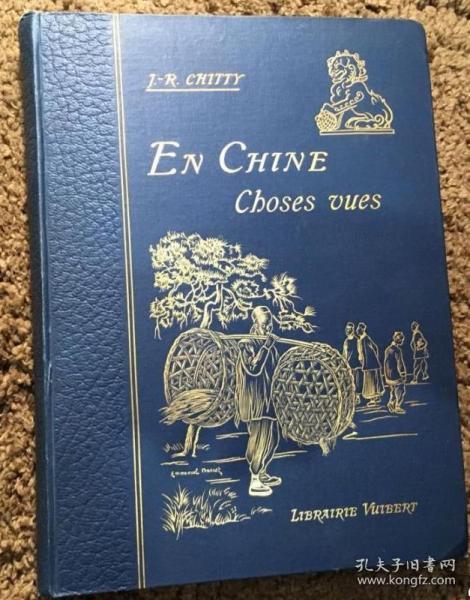 J.-R. CHITTY
EN CHINE
Choses vues
LIBRAIRIE VUIBERT
孔夫子旧书网
www.kongfz.com